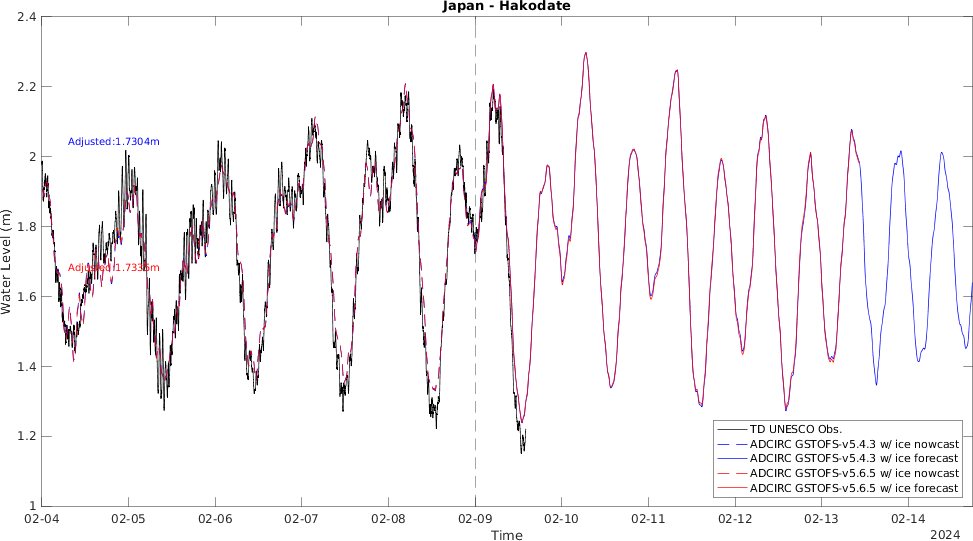 Japan - Hakodate
2.4
2.2
2
1.8
1.6
1.4
1.2
1
Water Level (m)
Adjusted:1.7304m
Adjusted:1.7335m
TD UNESCO Obs.
ADCIRC GSTOFS-v5.4.3 w/ ice nowcast
ADCIRC GSTOFS-v5.4.3 w/ ice forecast
ADCIRC GSTOFS-v5.6.5 w/ ice nowcast
ADCIRC GSTOFS-v5.6.5 w/ ice forecast
02-04 02-05 02-06 02-07 02-08 02-09 02-10 02-11 02-12 02-13 02-14
Time
2024